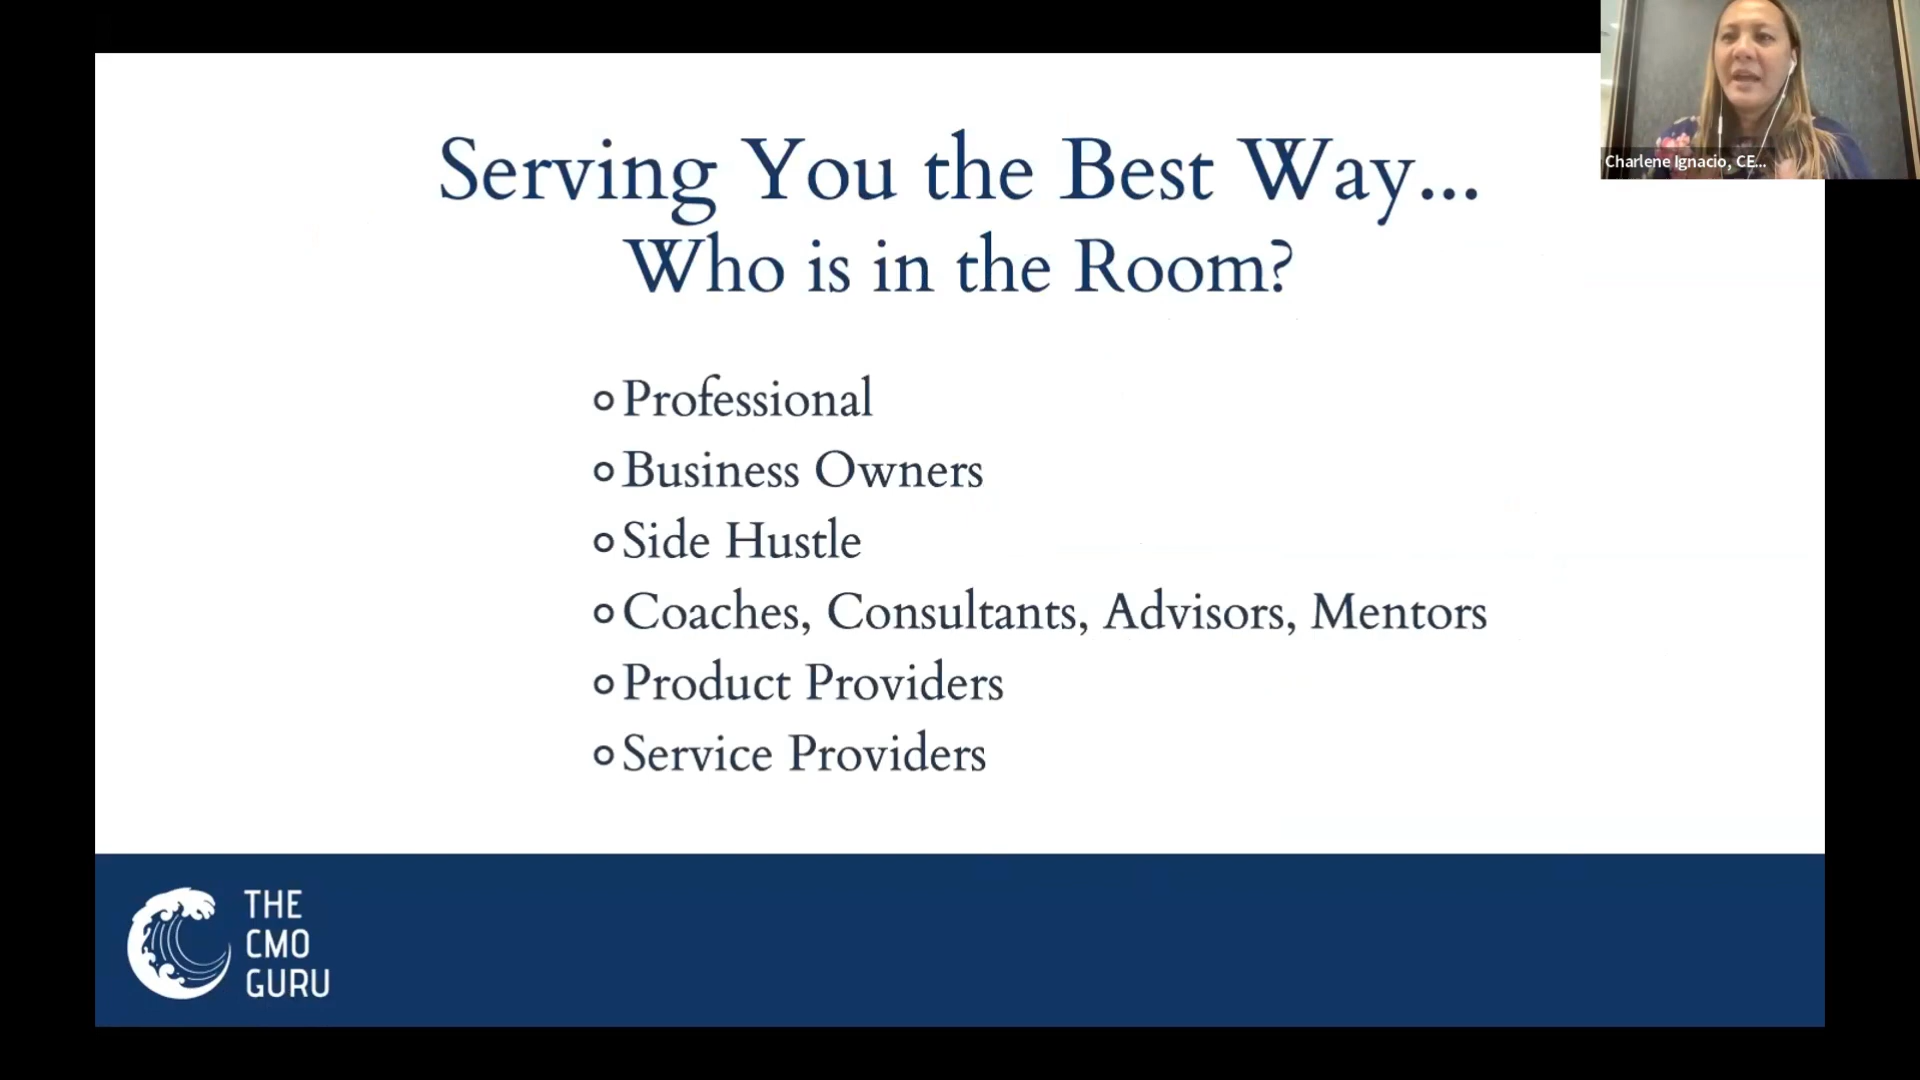 Serving You the Best Way...
Who is in the Room?
Charlene Ignacio, CE...
Professional
Business Owners
Side Hustle
Coaches, Consultants, Advisors, Mentors
Product Providers
Service Providers
THE
CMO
GURU